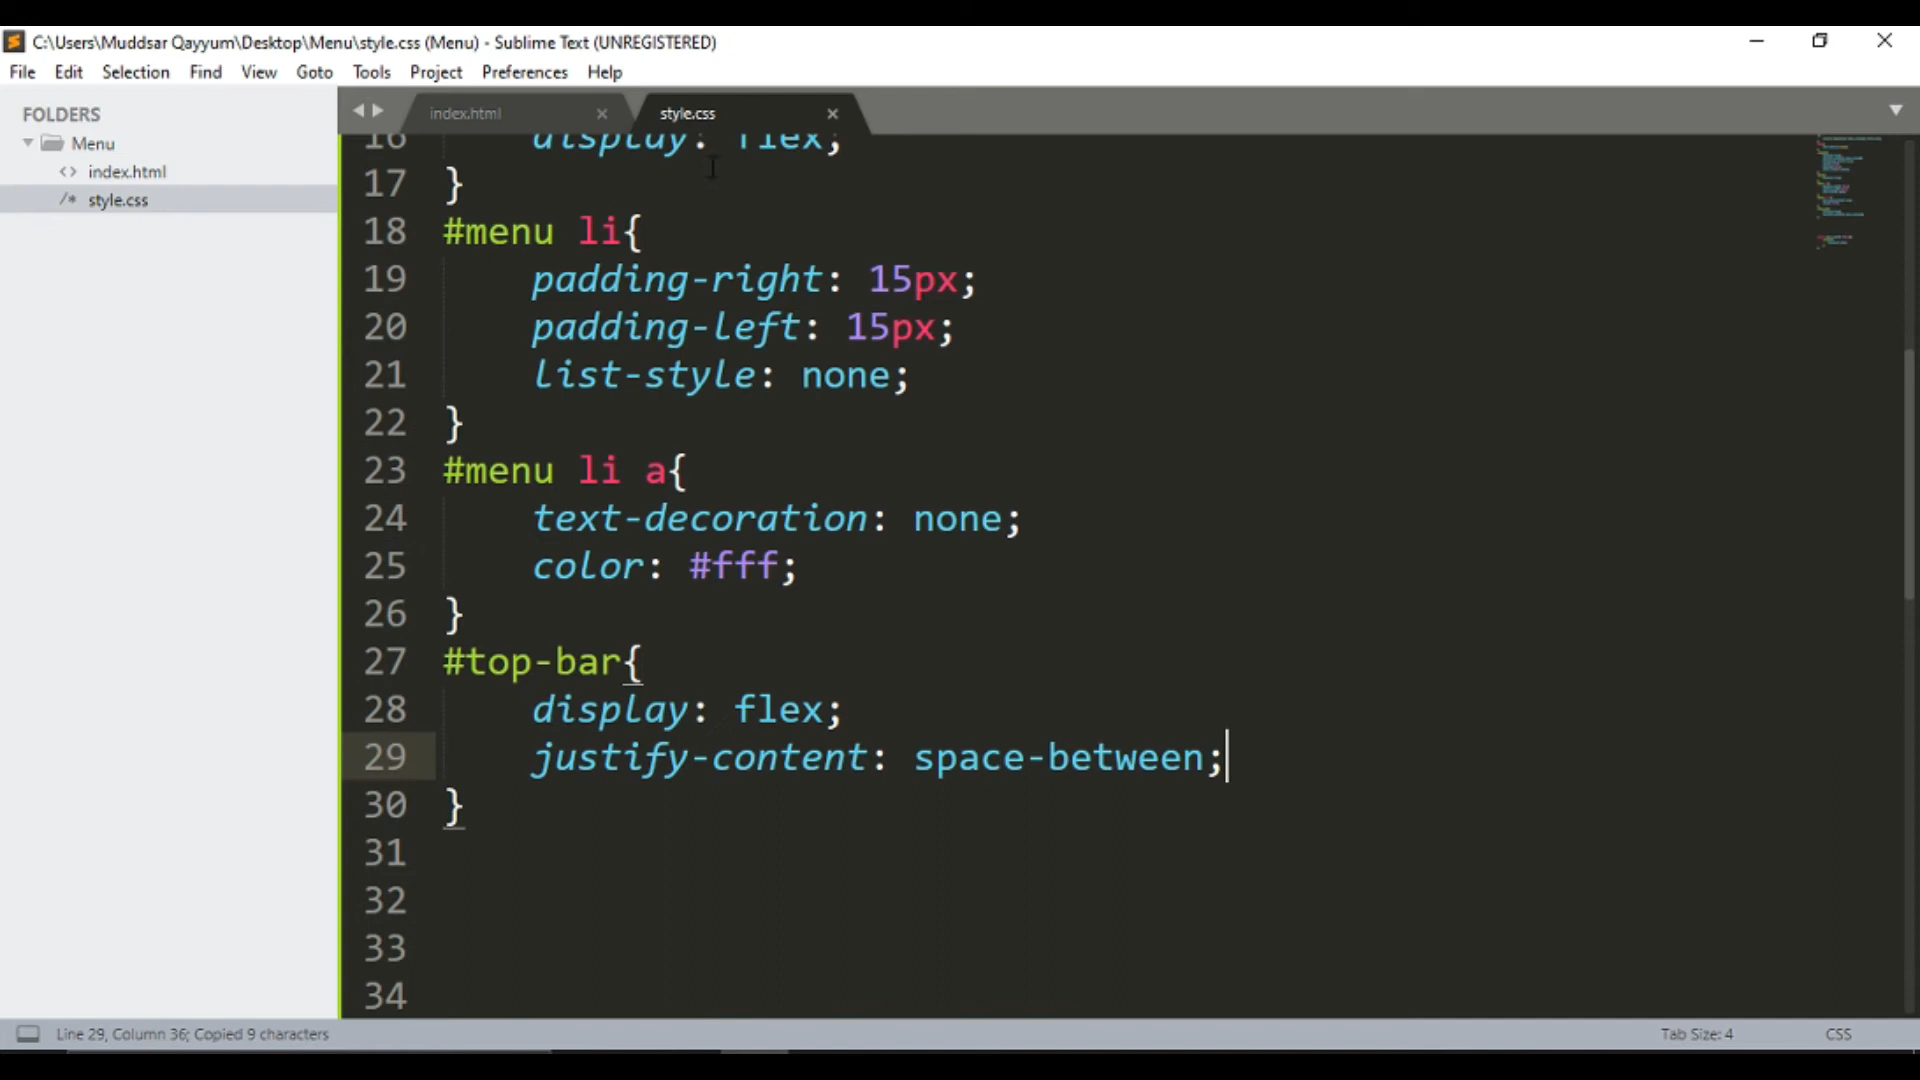 C:\Users\Muddsar Qayyum\Desktop\Menu\style.css (Menu) - Sublime Text (UNREGISTERED)
File Edit Selection Find View Goto Tools Project Preferences Help
FOLDERS
Menu
<> index.html
/* style.css
index.html style.css
16 display: flex;
17 }
18 #menu li{
19 padding-right: 15px;
20 padding-left: 15px;
21 list-style: none;
22 }
23 #menu li a{
24 text-decoration: none;
25 color: #fff;
26 }
27 #top-bar{
28 display: flex;
29 justify-content: space-between;
30 }
31
32
33
34
Line 29, Column 36; Copied 9 characters
Tab Size: 4 CSS